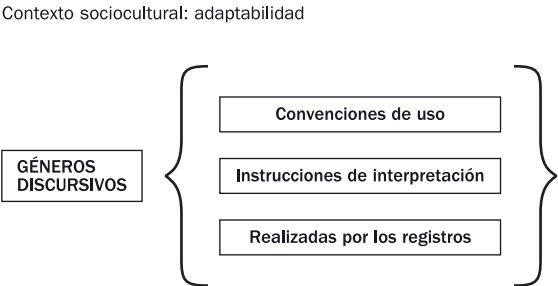 Contexto sociocultural: adaptabilidad
Convenciones de uso
GÉNEROS
DISCURSIVOS
Instrucciones de interpretación
Realizadas por los registros